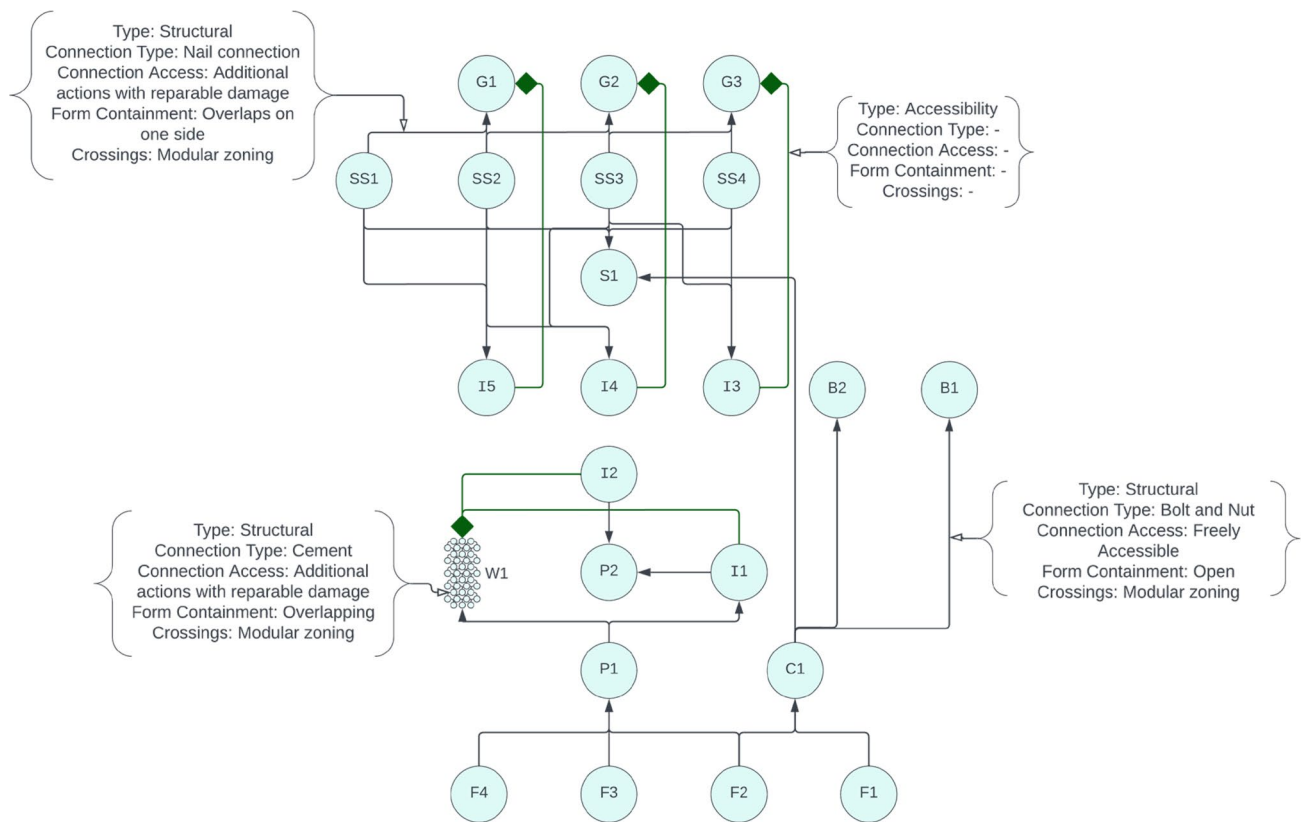 Type: Structural
Connection Type: Nail connection
Connection Access: Additional
actions with reparable damage
Form Containment: Overlaps on
one side
Crossings: Modular zoning
G1
G2
G3
Type: Accessibility
Connection Type: -
Connection Access: -
Form Containment: -
Crossings: -
SS1
SS2
SS3
SS4
S1
I5
I4
I3
B2
B1
I2
Type: Structural
Connection Type: Cement
Connection Access: Additional
actions with reparable damage
Form Containment: Overlapping
Crossings: Modular zoning
W1
P2
I1
Type: Structural
Connection Type: Bolt and Nut
Connection Access: Freely
Accessible
Form Containment: Open
Crossings: Modular zoning
P1
C1
F4
F3
F2
F1